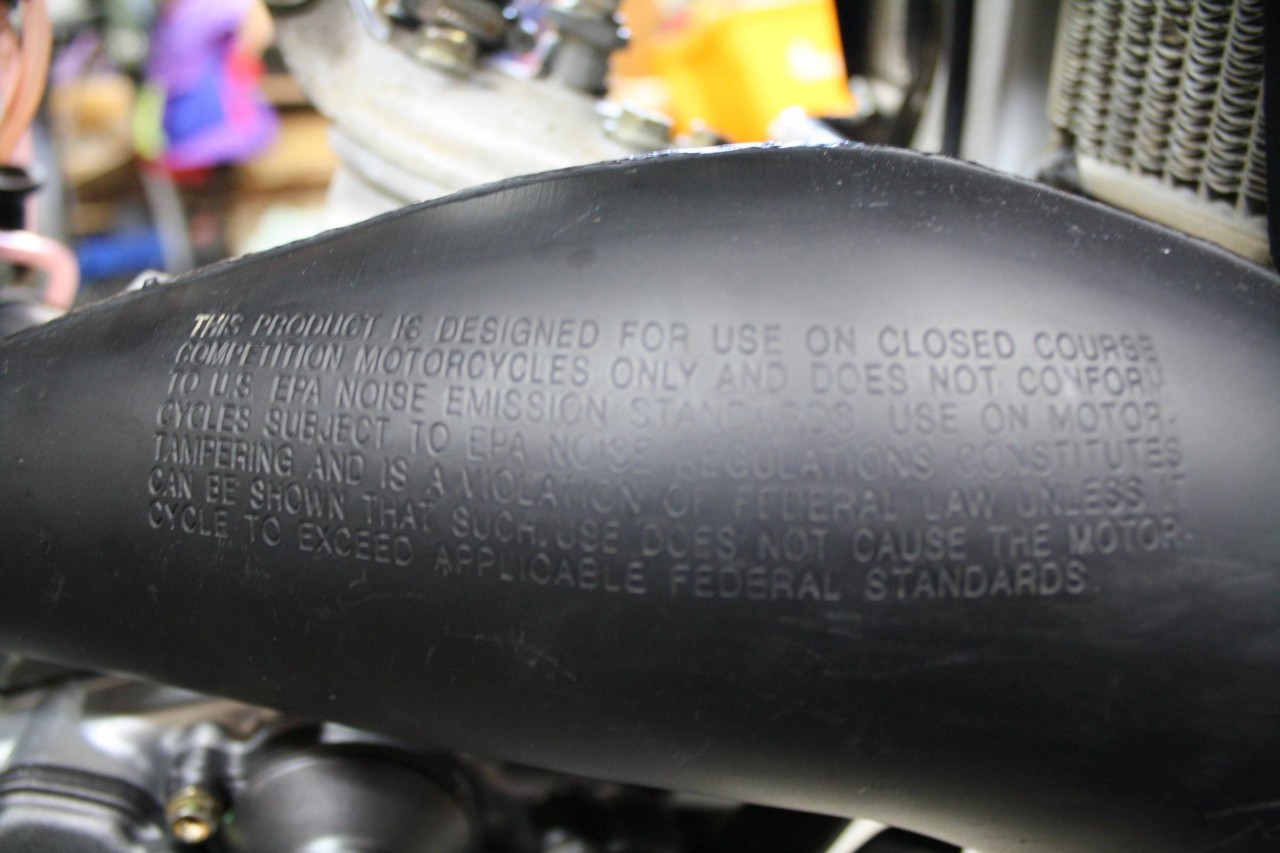 THIS PRODUCT IS DESIGNED FOR USE ON CLOSED COURSE
COMPETITION MOTORCYCLES ONLY AND DOES NOT CONFORM
TO U.S EPA NOISE EMISSION STANDARDS. USE ON MOTOR-
CYCLES SUBJECT TO EPA NOISE REGULATIONS CONSTITUTES
TAMPERING AND IS A VIOLATION OF FEDERAL LAW UNLESS IT
CAN BE SHOWN THAT SUCH USE DOES NOT CAUSE THE MOTOR-
CYCLE TO EXCEED APPLICABLE FEDERAL STANDARDS.